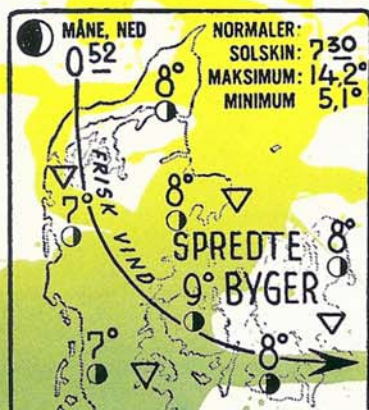 MÅNE, NED
0 52
NORMALER:
SOLSKIN: 7 30
MAKSIMUM: 14,2°
MINIMUM 5,1°
8°
FRISK VIND
7°
8°
SPREDTE 8°
9° BYGER
7°
8°